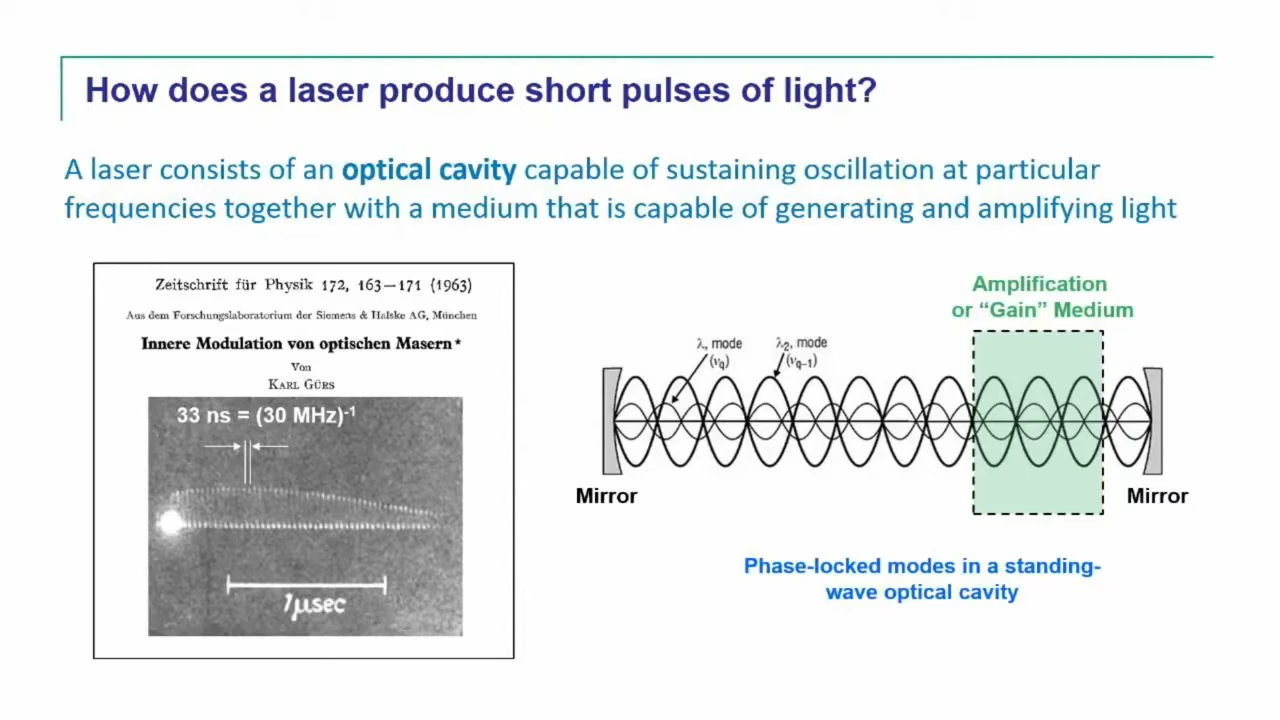 How does a laser produce short pulses of light?
A laser consists of an optical cavity capable of sustaining oscillation at particular
frequencies together with a medium that is capable of generating and amplifying light
Zeitschrift für Physik 172, 163—171 (1963)
Aus dem Forschungslaboratorium der Siemens & Halske AG, München
Innere Modulation von optischen Masern*
Von
KARL GÜRS
33 ns = (30 MHz)-1
1 μsec
Amplification
or “Gain” Medium
λ, mode
(νq)
λ2, mode
(νq−1)
Mirror
Mirror
Phase-locked modes in a standing-
wave optical cavity